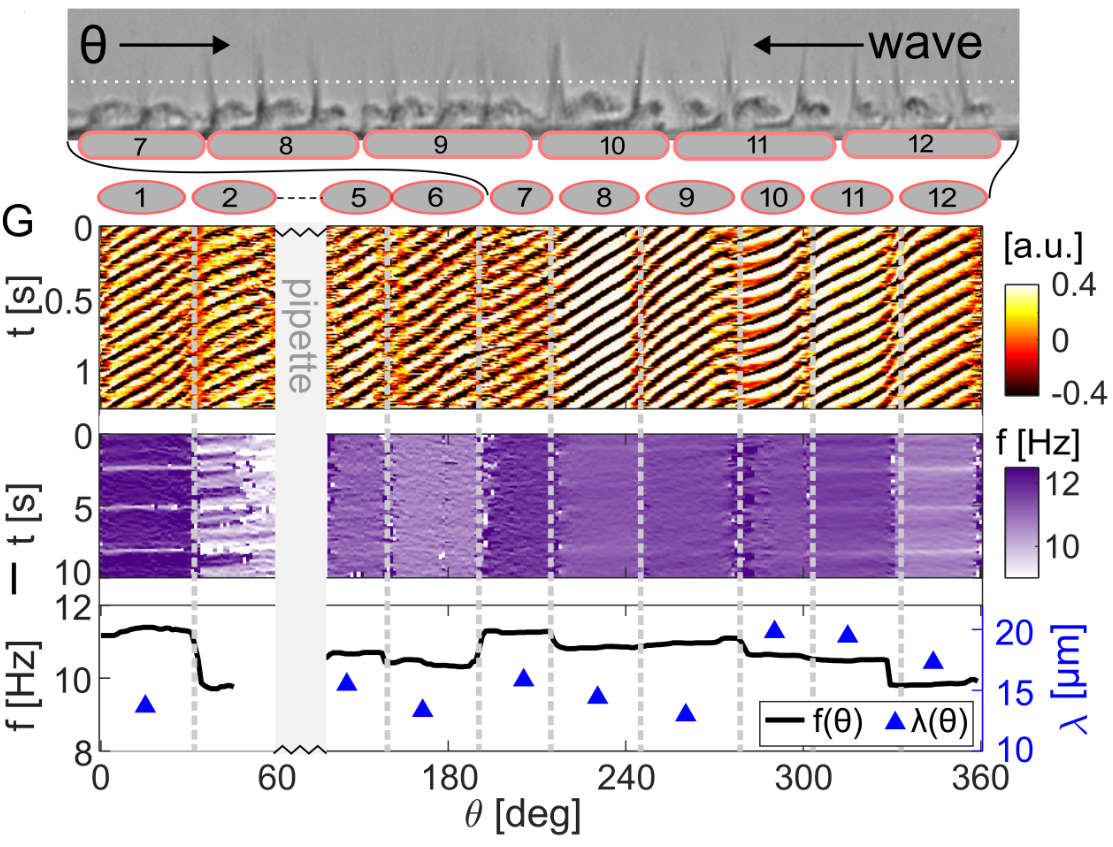 θ wave
7 8 9 10 11 12
1 2 5 6 7 8 9 10 11 12
G
0
0.5
1
t [s]
pipette
[a.u.]
0.4
0
-0.4
0
5
10
t [s]
f [Hz]
12
10
12
10
8
f [Hz]
20
15
10
λ [μm]
f(θ) λ(θ)
0 60 180 240 300 360
θ [deg]